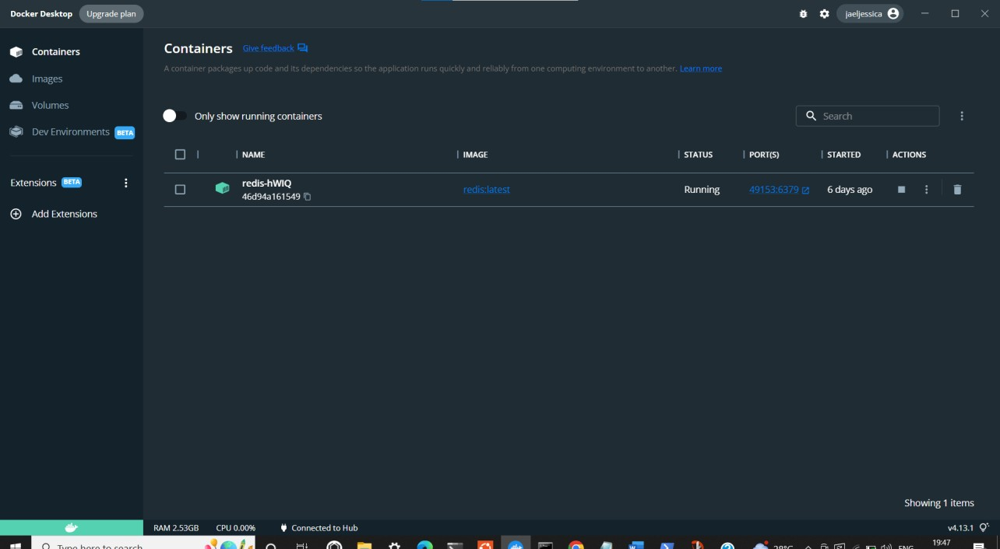 Docker Desktop Upgrade plan jaeljessica
Containers
Images
Volumes
Dev Environments BETA
Extensions BETA
Add Extensions
Containers Give feedback
A container packages up code and its dependencies so the application runs quickly and reliably from one computing environment to another. Learn more
Only show running containers Search
NAME IMAGE STATUS PORT(S) STARTED ACTIONS
redis-hWIQ redis:latest Running 49153:6379 6 days ago
46d94a161549
Showing 1 items
RAM 2.53GB CPU 0.00% Connected to Hub v4.13.1
Type here to search 28°C ENG 19:47